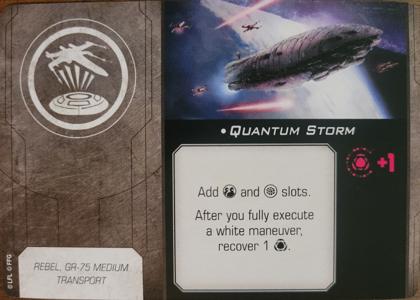 • QUANTUM STORM
+1
Add and slots.
After you fully execute
a white maneuver,
recover 1 .
REBEL, GR-75 MEDIUM
TRANSPORT
© LFL © FFG